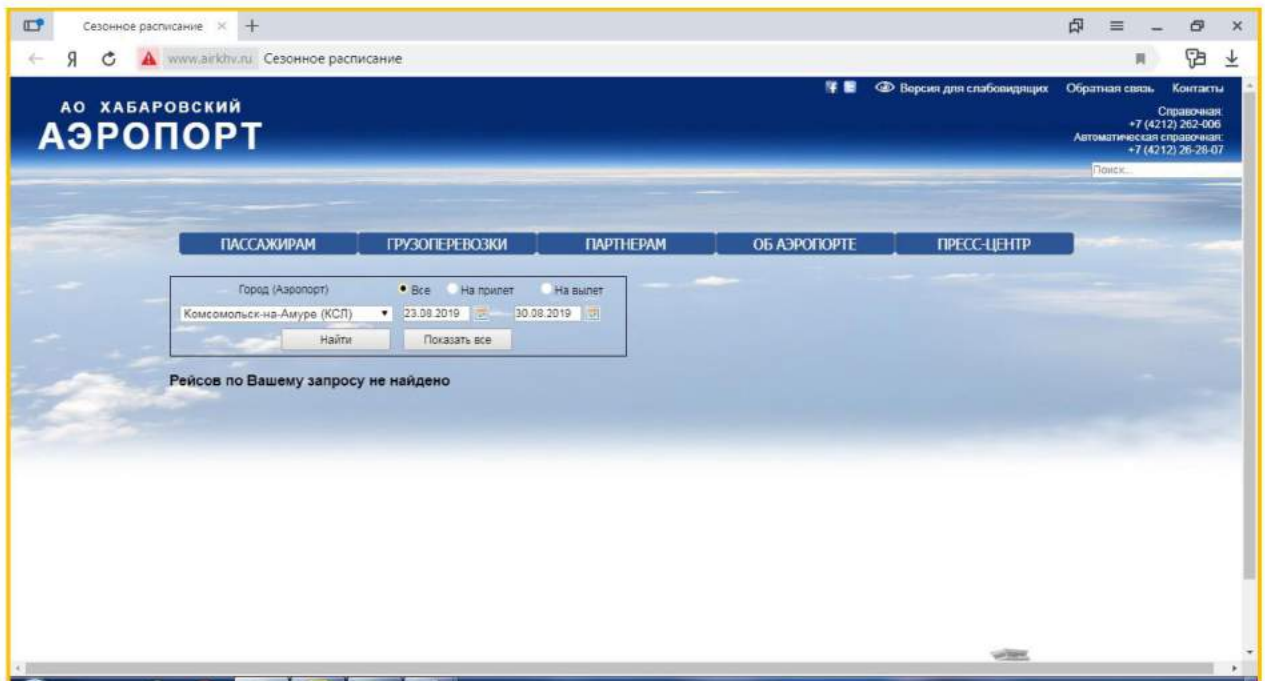 Сезонное расписание
Я www.airkhv.ru Сезонное расписание
Версия для слабовидящих Обратная связь Контакты
АО ХАБАРОВСКИЙ
АЭРОПОРТ
Справочная:
+7 (4212) 262-006
Автоматическая справочная:
+7 (4212) 26-28-07
Поиск...
ПАССАЖИРАМ ГРУЗОПЕРЕВОЗКИ ПАРТНЕРАМ ОБ АЭРОПОРТЕ ПРЕСС-ЦЕНТР
Город (Аэропорт) Все На прилет На вылет
Комсомольск-на-Амуре (КСЛ) 23.08.2019 30.08.2019
Найти Показать все
Рейсов по Вашему запросу не найдено